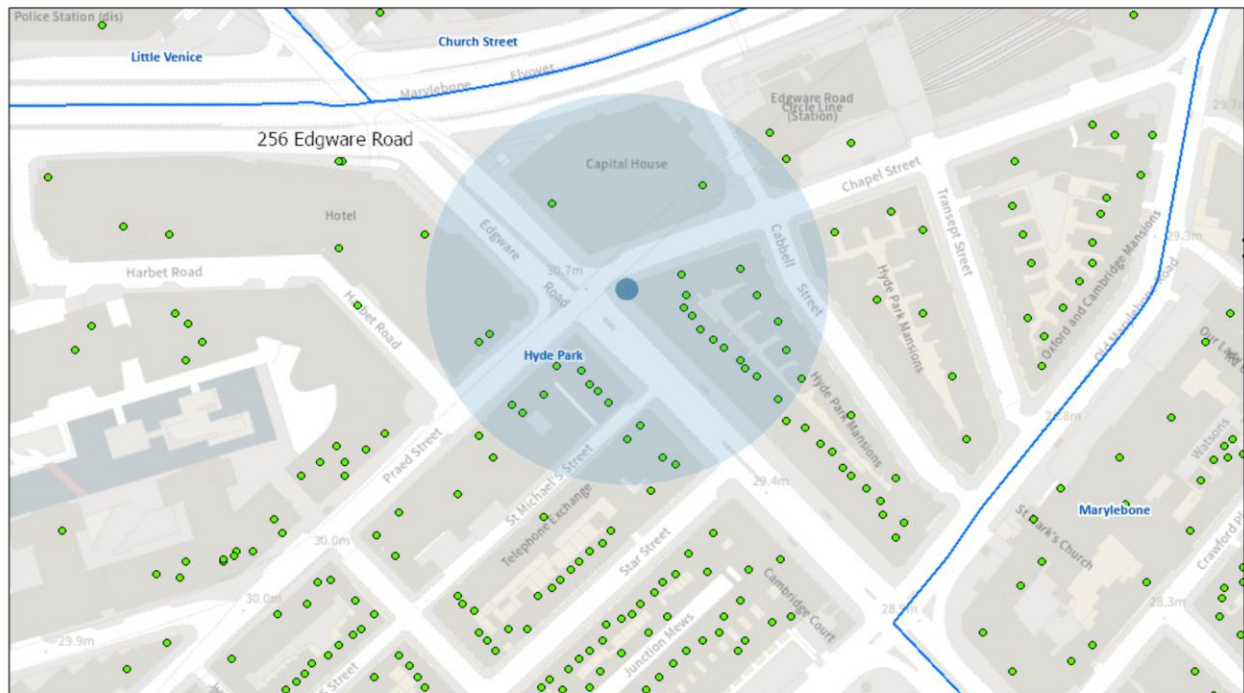 Police Station (dis)
Little Venice
Church Street
Marylebone Flyover
256 Edgware Road
Edgware Road
Circle Line
(Station)
Capital House
Chapel Street
Hotel
Edgware
Road
Harbet Road
Harbet Road
30.7m
Cabbell
Street
Transept Street
Hyde Park Mansions
Oxford and Cambridge Mansions
Old Marylebone Road
29.3m
Hyde Park
Hyde Park Mansions
Praed Street
St Michael'S Street
Telephone Exchange
Star Street
29.4m
Watsons
Marylebone
St Mark's Church
30.0m
30.0m
29.9m
Cambridge Court
Junction Mews
28.3m